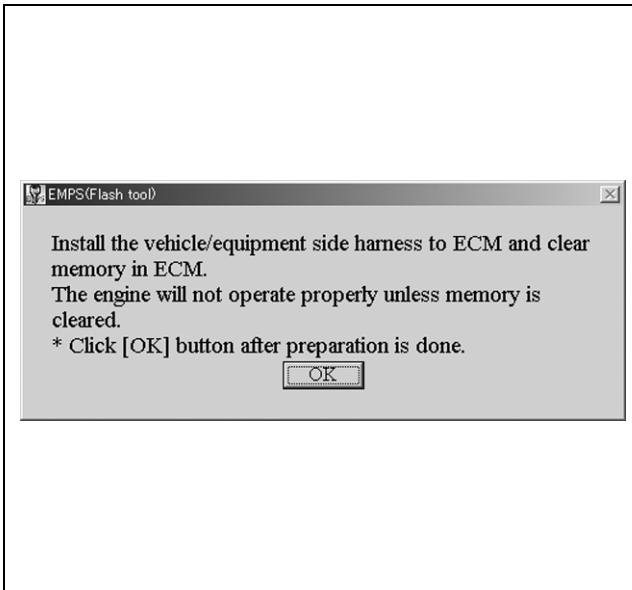 EMPS(Flash tool)
Install the vehicle/equipment side harness to ECM and clear
memory in ECM.
The engine will not operate properly unless memory is
cleared.
* Click [OK] button after preparation is done.
OK